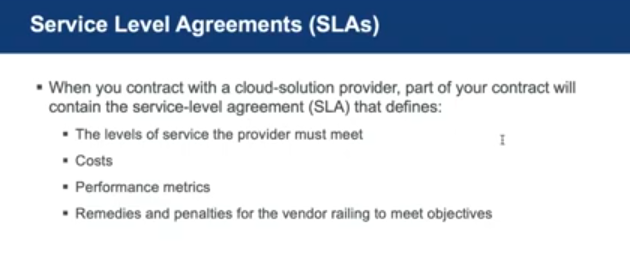 Service Level Agreements (SLAs)
▪ When you contract with a cloud-solution provider, part of your contract will
contain the service-level agreement (SLA) that defines:
▪ The levels of service the provider must meet
▪ Costs
▪ Performance metrics
▪ Remedies and penalties for the vendor railing to meet objectives